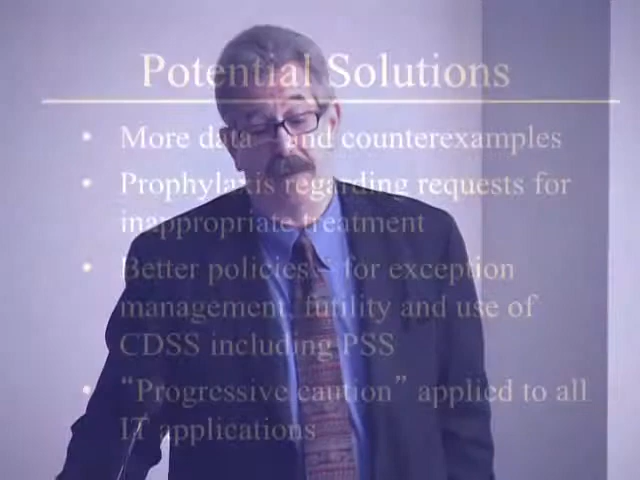 Potential Solutions
• More data and counterexamples
• Prophylaxis regarding requests for
inappropriate treatment
• Better policies for exception
management, futility and use of
CDSS including PSS
• “Progressive caution” applied to all
IT applications